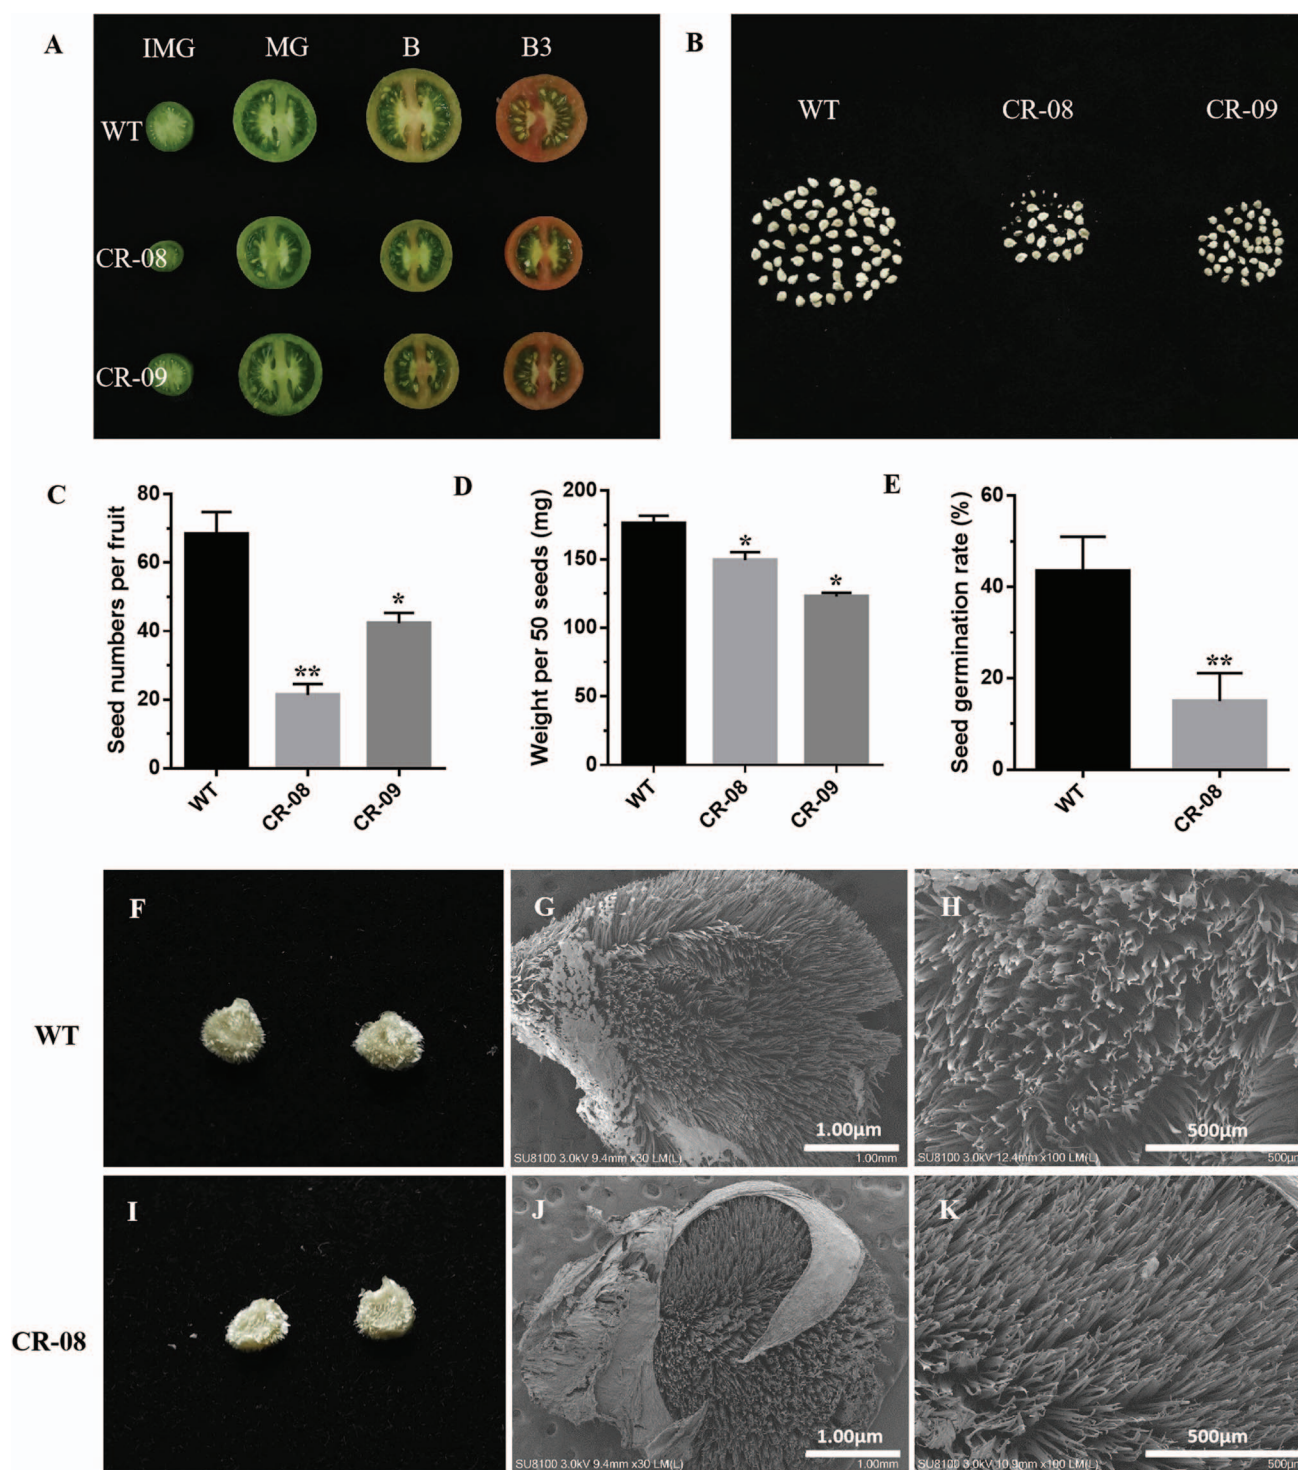 A
IMG MG B B3
WT
CR-08
CR-09
B
WT CR-08 CR-09
C
Seed numbers per fruit
80
60
40
20
0
WT CR-08 CR-09
** *
D
Weight per 50 seeds (mg)
200
150
100
50
0
WT CR-08 CR-09
* *
E
Seed germination rate (%)
60
40
20
0
WT CR-08
**
WT
F
G
1.00μm
SU8100 3.0kV 9.4mm x30 LM(L) 1.00mm
H
500μm
SU8100 3.0kV 12.4mm x100 LM(L) 500μm
CR-08
I
J
1.00μm
SU8100 3.0kV 9.4mm x30 LM(L) 1.00mm
K
500μm
SU8100 3.0kV 10.9mm x100 LM(L) 500μm